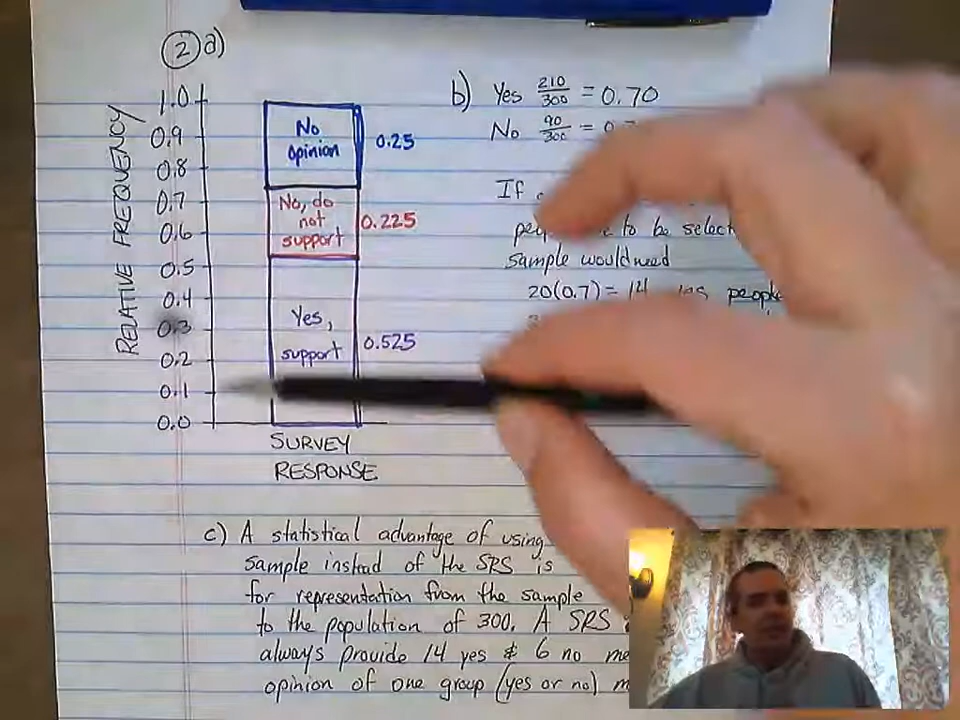 2 a)
RELATIVE FREQUENCY
1.0
0.9
0.8
0.7
0.6
0.5
0.4
0.3
0.2
0.1
0.0
No
opinion
0.25
No, do
not
support
0.225
Yes,
support
0.525
SURVEY
RESPONSE
b) Yes 210/300 = 0.70
No 90/300 = 0.
If
to be select
sample would need
20(0.7) = 14 people
c) A statistical advantage of using
sample instead of the SRS is
for representation from the sample
to the population of 300. A SRS
always provide 14 yes & 6 no
opinion of one group (yes or no)